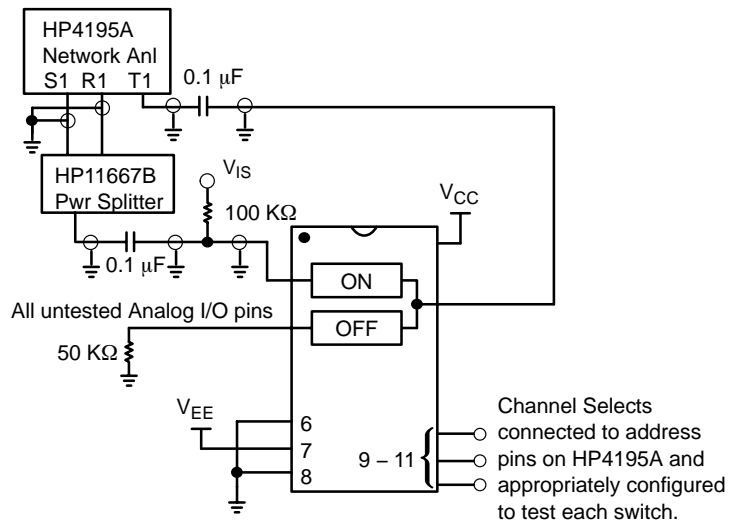 HP4195A
Network Anl
S1 R1 T1
0.1 μF
HP11667B
Pwr Splitter
VIS
100 KΩ
VCC
0.1 μF
ON
All untested Analog I/O pins
OFF
50 KΩ
VEE
6
7
8
9 – 11
Channel Selects
connected to address
pins on HP4195A and
appropriately configured
to test each switch.